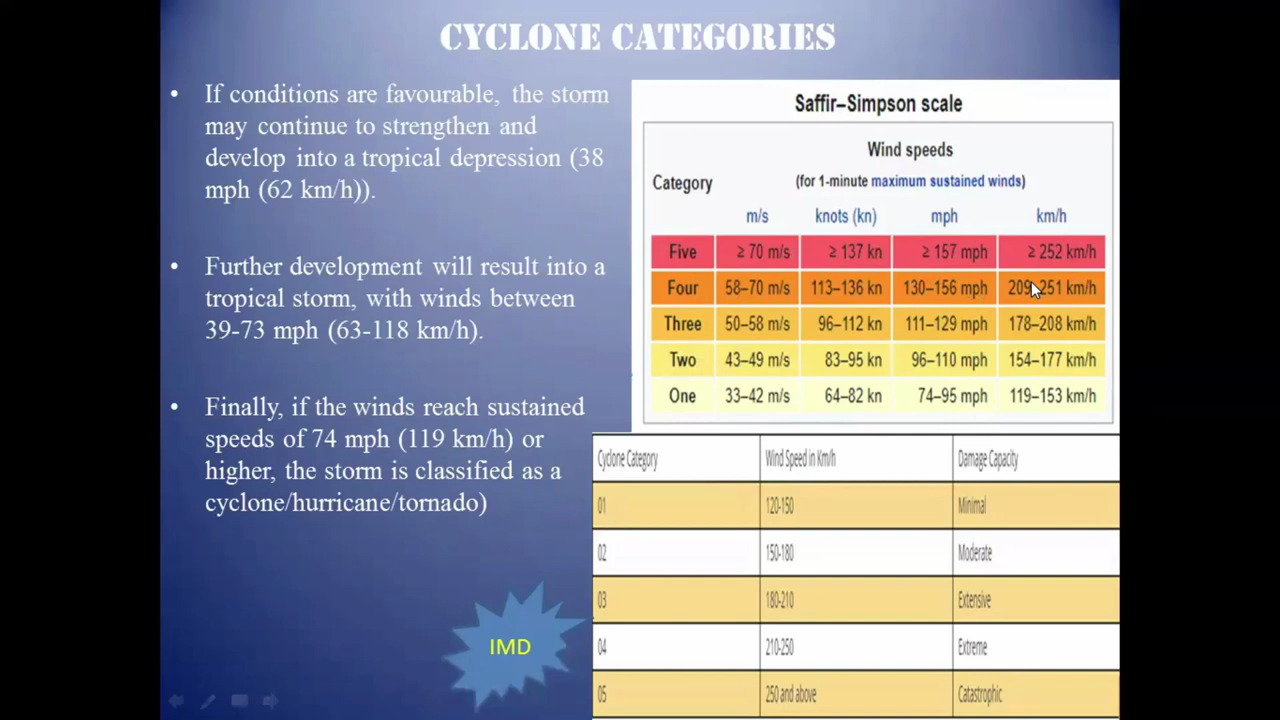 CYCLONE CATEGORIES
• If conditions are favourable, the storm
may continue to strengthen and
develop into a tropical depression (38
mph (62 km/h)).
• Further development will result into a
tropical storm, with winds between
39-73 mph (63-118 km/h).
• Finally, if the winds reach sustained
speeds of 74 mph (119 km/h) or
higher, the storm is classified as a
cyclone/hurricane/tornado)
IMD
Saffir–Simpson scale
Wind speeds
Category (for 1-minute maximum sustained winds)
m/s knots (kn) mph km/h
Five ≥ 70 m/s ≥ 137 kn ≥ 157 mph ≥ 252 km/h
Four 58–70 m/s 113–136 kn 130–156 mph 209–251 km/h
Three 50–58 m/s 96–112 kn 111–129 mph 178–208 km/h
Two 43–49 m/s 83–95 kn 96–110 mph 154–177 km/h
One 33–42 m/s 64–82 kn 74–95 mph 119–153 km/h
Cyclone Category Wind Speed in Km/h Damage Capacity
01 120-150 Minimal
02 150-180 Moderate
03 180-210 Extensive
04 210-250 Extreme
05 250 and above Catastrophic